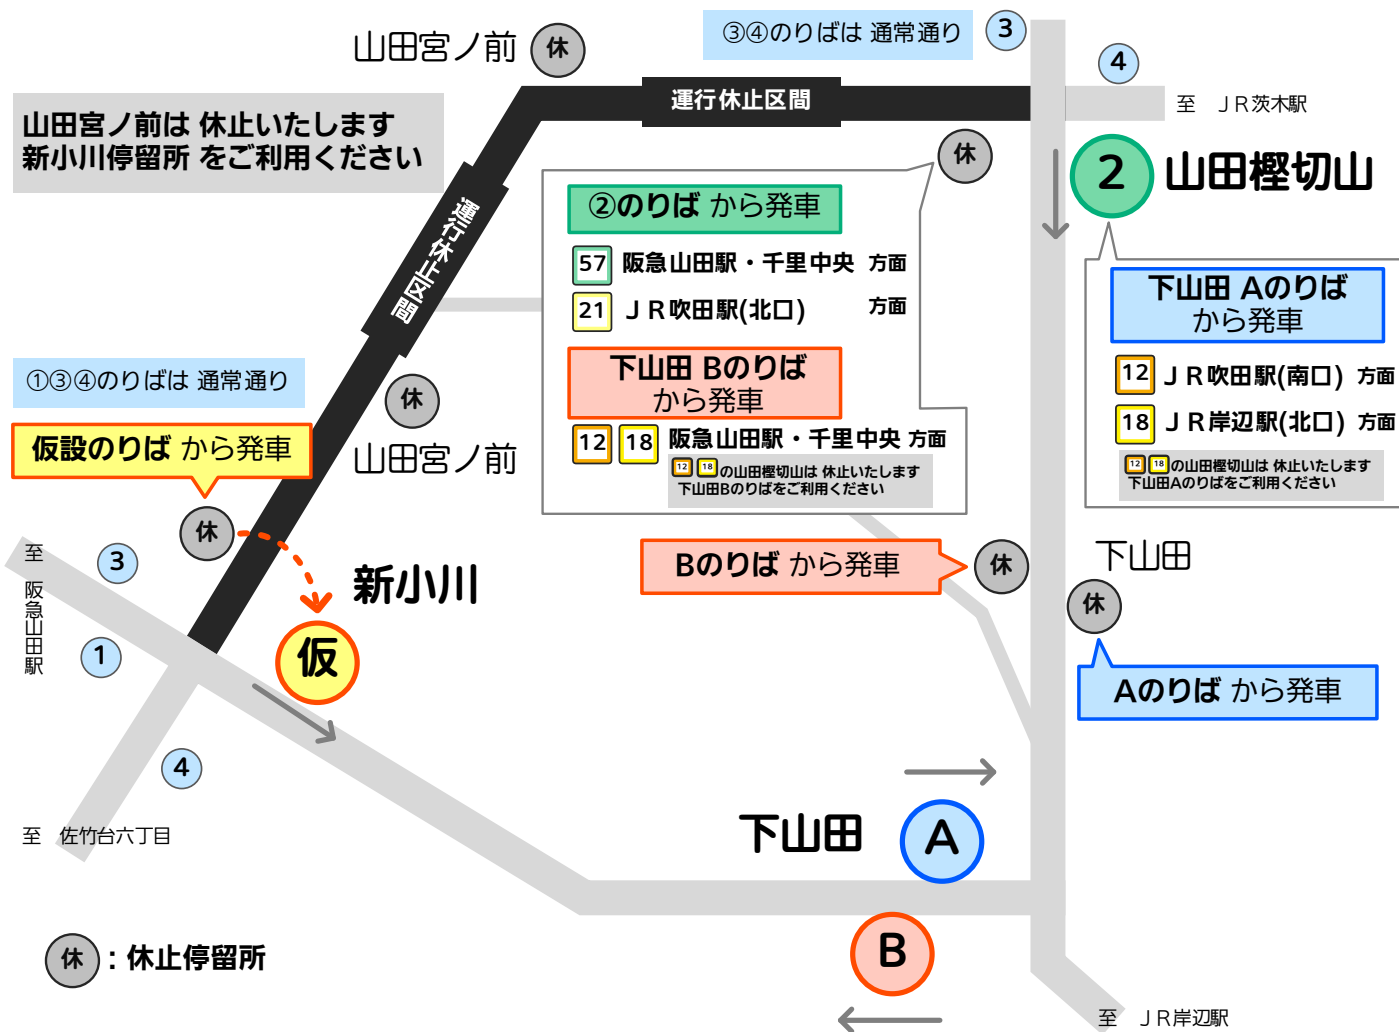 山田宮ノ前
休
③④のりばは 通常通り
3
4
至 ＪＲ茨木駅
運行休止区間
山田宮ノ前は 休止いたします
新小川停留所 をご利用ください
休
2
山田樫切山
運行休止区間
②のりば から発車
57 阪急山田駅・千里中央 方面
21 ＪＲ吹田駅(北口) 方面
下山田 Bのりば
から発車
12 18 阪急山田駅・千里中央 方面
12 18 の山田樫切山は 休止いたします
下山田Bのりばをご利用ください
下山田 Aのりば
から発車
12 ＪＲ吹田駅(南口) 方面
18 ＪＲ岸辺駅(北口) 方面
12 18 の山田樫切山は 休止いたします
下山田Aのりばをご利用ください
①③④のりばは 通常通り
仮設のりば から発車
休
山田宮ノ前
休
新小川
仮
至 阪急山田駅
3
1
4
至 佐竹台六丁目
Bのりば から発車
休
下山田
休
Aのりば から発車
下山田
A
B
休 : 休止停留所
至 ＪＲ岸辺駅